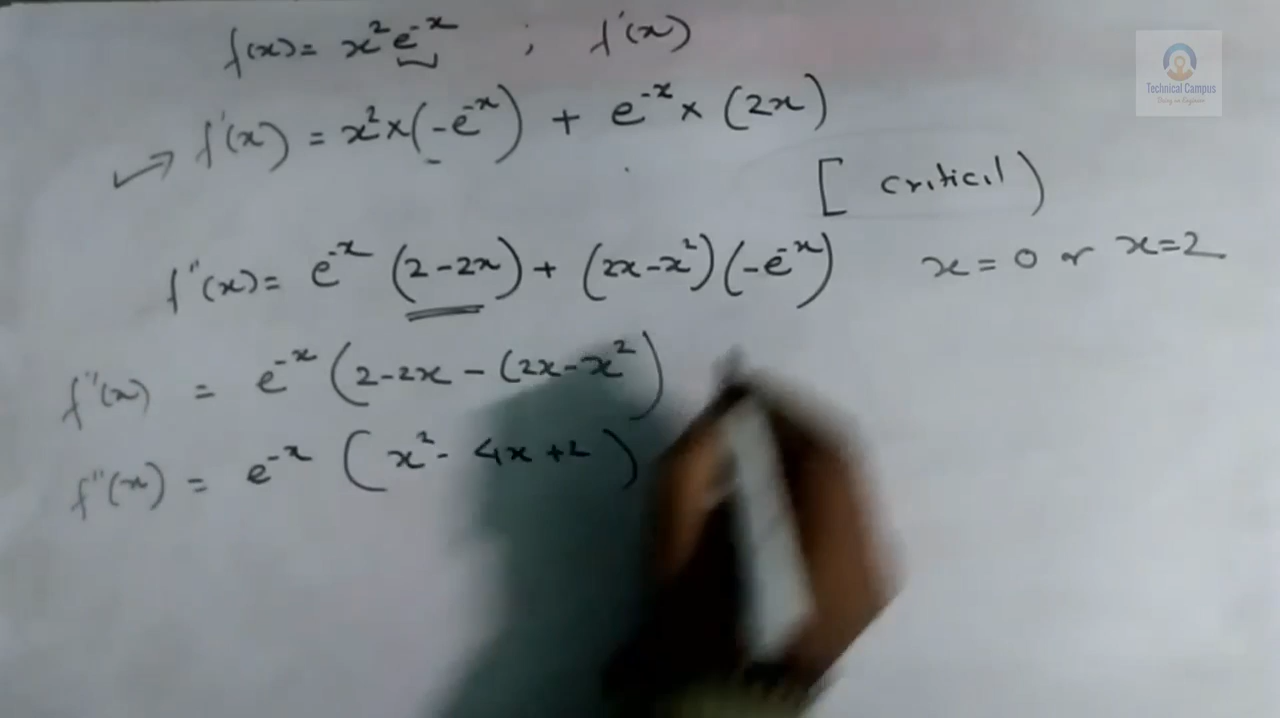 f(x) = x²e⁻ˣ ; f'(x)
Technical Campus
f'(x) = x² × (-e⁻ˣ) + e⁻ˣ × (2x)
[ critical )
f''(x) = e⁻ˣ (2-2x) + (2x-x²)(-e⁻ˣ) x = 0 or x=2
f''(x) = e⁻ˣ (2-2x - (2x-x²)
f''(x) = e⁻ˣ (x² - 4x + 2)